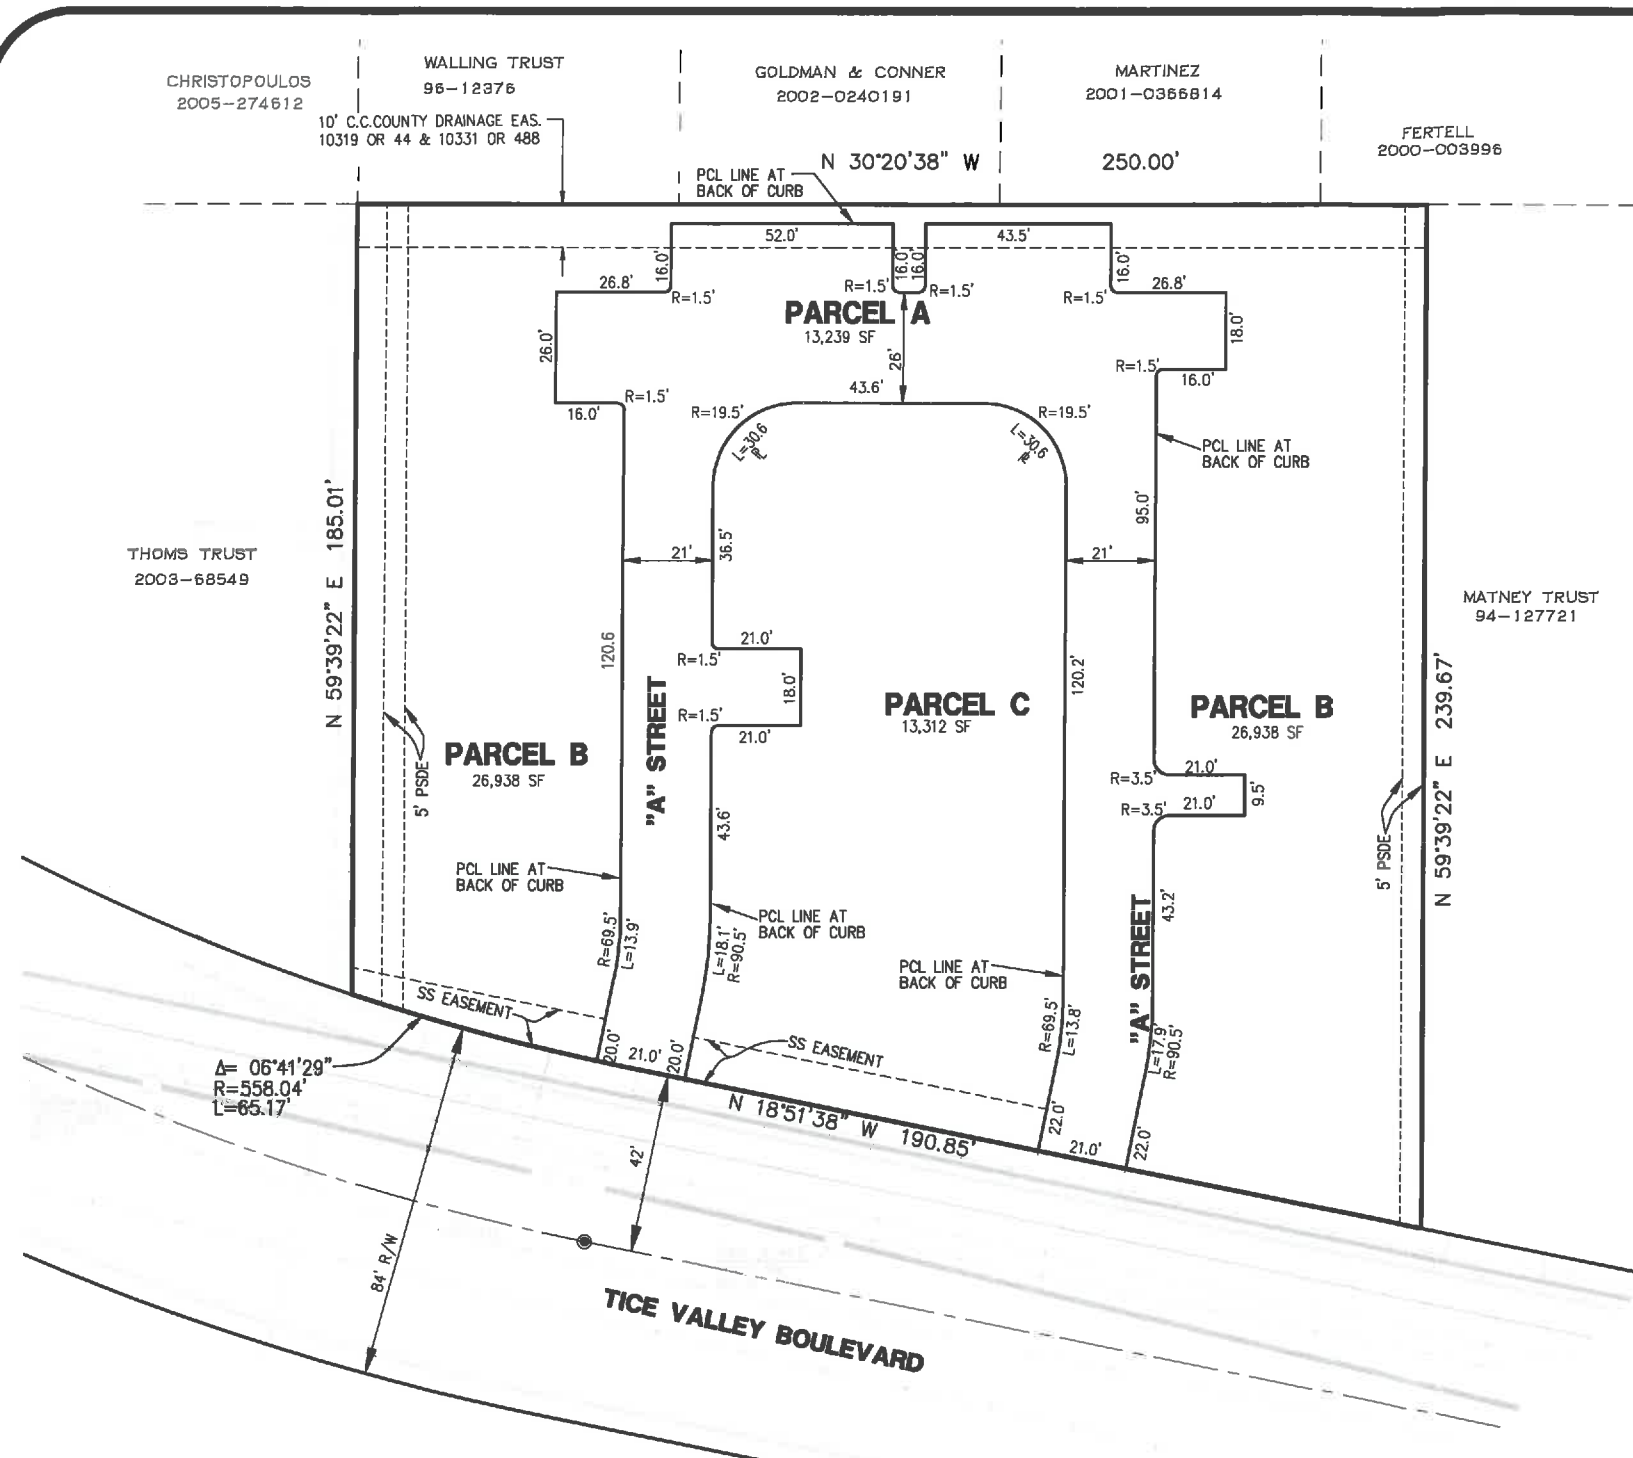 CHRISTOPOULOS
2005-274612
WALLING TRUST
96-12376
GOLDMAN & CONNER
2002-0240191
MARTINEZ
2001-0366814
FERTELL
2000-003996
10' C.C.COUNTY DRAINAGE EAS.
10319 OR 44 & 10331 OR 488
N 30°20'38" W 250.00'
PCL LINE AT
BACK OF CURB
52.0'
43.5'
16.0'
16.0'
16.0'
16.0'
26.8'
R=1.5'
R=1.5'
R=1.5'
R=1.5'
26.8'
PARCEL A
13,239 SF
26.0'
26'
18.0'
R=1.5'
16.0'
16.0'
R=1.5'
43.6'
R=19.5'
R=19.5'
L=30.6
L=30.6
PCL LINE AT
BACK OF CURB
N 59°39'22" E 185.01'
95.0'
36.5'
21'
21'
THOMS TRUST
2003-68549
MATNEY TRUST
94-127721
120.6
21.0'
R=1.5'
18.0'
R=1.5'
21.0'
120.2'
PARCEL C
13,312 SF
PARCEL B
26,938 SF
PARCEL B
26,938 SF
"A" STREET
5' PSDE
N 59°39'22" E 239.67'
R=3.5'
21.0'
R=3.5'
21.0'
9.5'
43.6'
5' PSDE
PCL LINE AT
BACK OF CURB
PCL LINE AT
BACK OF CURB
PCL LINE AT
BACK OF CURB
43.2'
"A" STREET
R=69.5'
L=13.9'
L=18.1'
R=90.5'
R=69.5'
L=13.8'
L=17.9'
R=90.5'
SS EASEMENT
SS EASEMENT
20.0'
21.0'
20.0'
22.0'
21.0'
22.0'
Δ= 06°41'29"
R=558.04'
L=65.17'
N 18°51'38" W 190.85'
42'
84' R/W
TICE VALLEY BOULEVARD